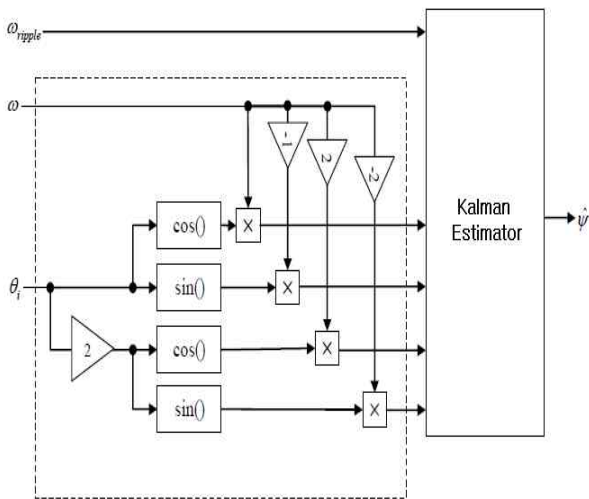 ω_ripple
ω
-1
2
-2
cos()
×
Kalman
Estimator
ψ̂
θ_i
sin()
×
2
cos()
×
sin()
×